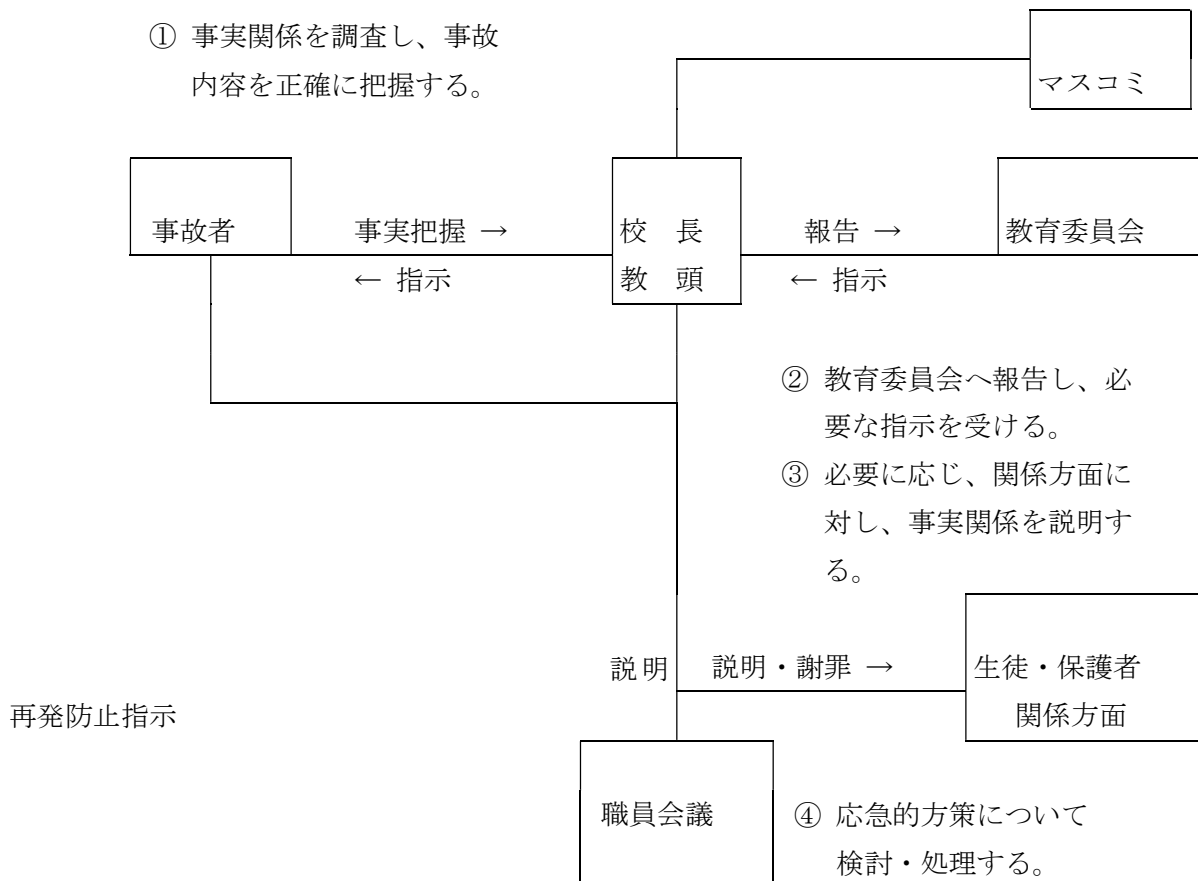 ① 事実関係を調査し、事故
内容を正確に把握する。
マスコミ
事故者
事実把握 →
← 指示
校 長
教 頭
報告 →
← 指示
教育委員会
② 教育委員会へ報告し、必
要な指示を受ける。
③ 必要に応じ、関係方面に
対し、事実関係を説明す
る。
説明
説明・謝罪 →
生徒・保護者
関係方面
再発防止指示
職員会議
④ 応急的方策について
検討・処理する。